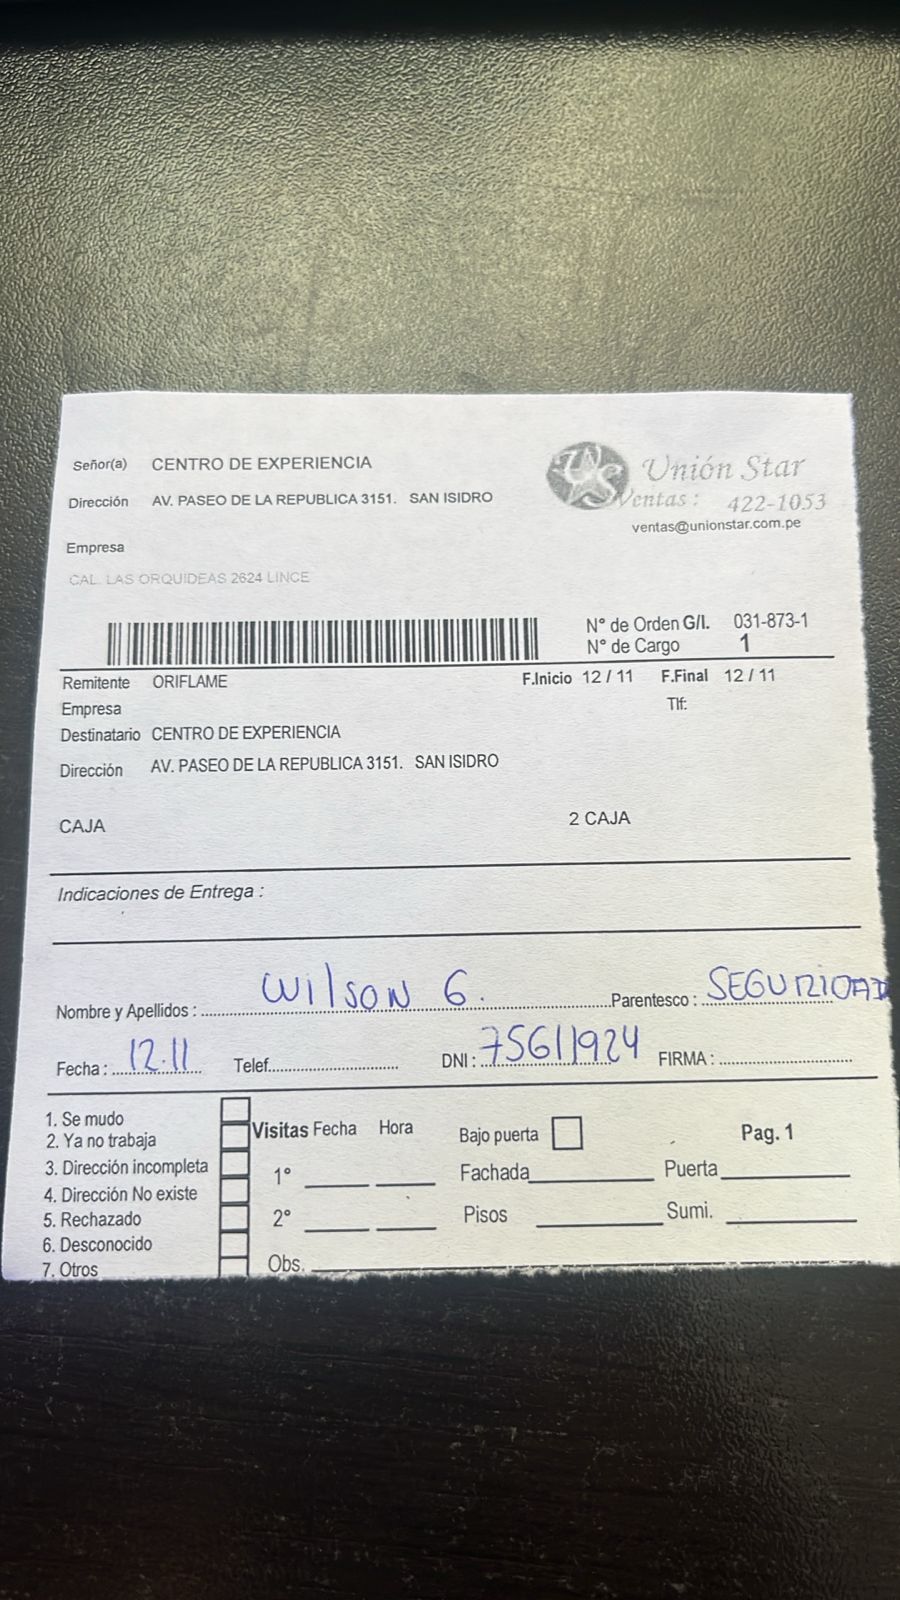 Señor(a) CENTRO DE EXPERIENCIA
Dirección AV. PASEO DE LA REPUBLICA 3151. SAN ISIDRO
Empresa
CAL. LAS ORQUIDEAS 2624 LINCE
US Unión Star
Ventas : 422-1053
ventas@unionstar.com.pe
N° de Orden G/I. 031-873-1
N° de Cargo 1
Remitente ORIFLAME F.Inicio 12 / 11 F.Final 12 / 11
Empresa Tlf:
Destinatario CENTRO DE EXPERIENCIA
Dirección AV. PASEO DE LA REPUBLICA 3151. SAN ISIDRO
CAJA 2 CAJA
Indicaciones de Entrega :
Nombre y Apellidos : Wilson G. Parentesco : SEGURIDAD
Fecha : 12.11 Telef. DNI : 75611924 FIRMA :
1. Se mudo
2. Ya no trabaja
3. Dirección incompleta
4. Dirección No existe
5. Rechazado
6. Desconocido
7. Otros
Visitas Fecha Hora
1°
2°
Obs.
Bajo puerta Pag. 1
Fachada Puerta
Pisos Sumi.